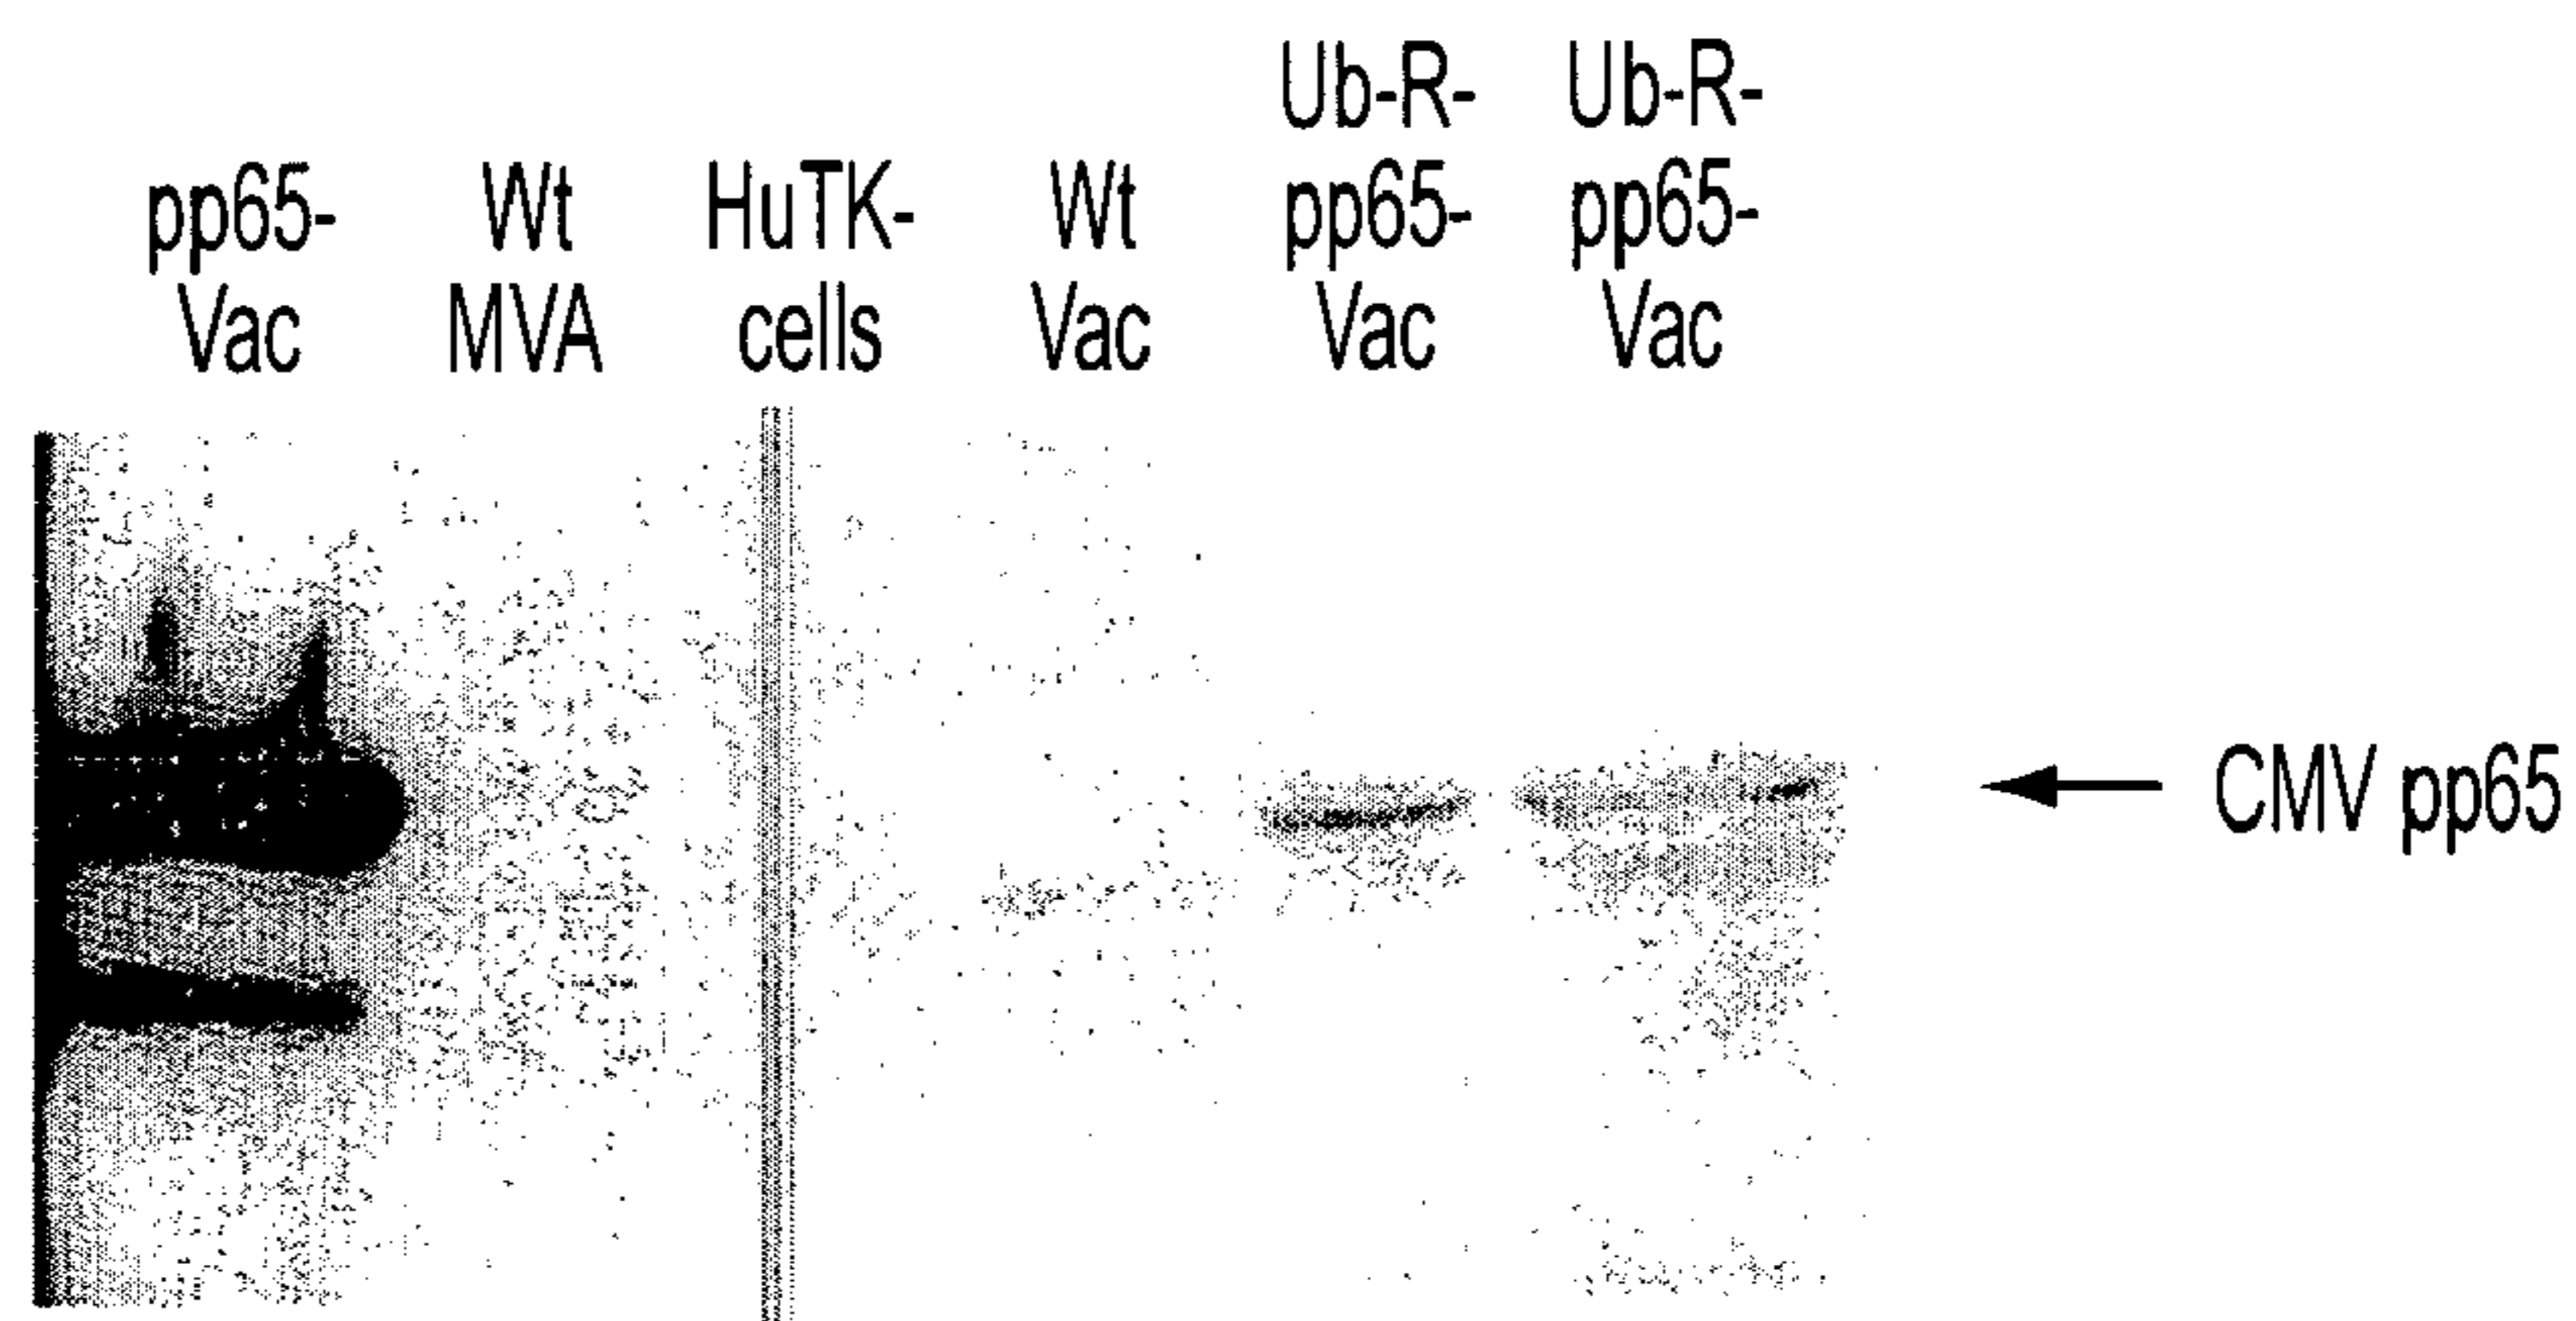 pp65-
Vac
Wt
MVA
HuTK-
cells
Wt
Vac
Ub-R-
pp65-
Vac
Ub-R-
pp65-
Vac
CMV pp65